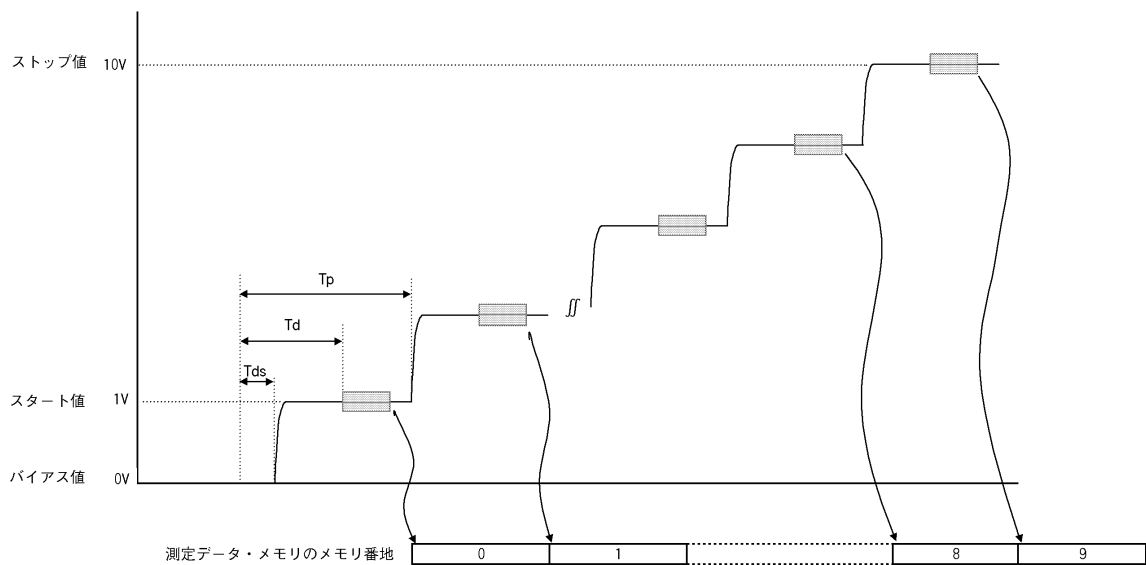 ストップ値 10V
Tp
Td
Tds
スタート値 1V
バイアス値 0V
測定データ・メモリのメモリ番地 0 1 8 9